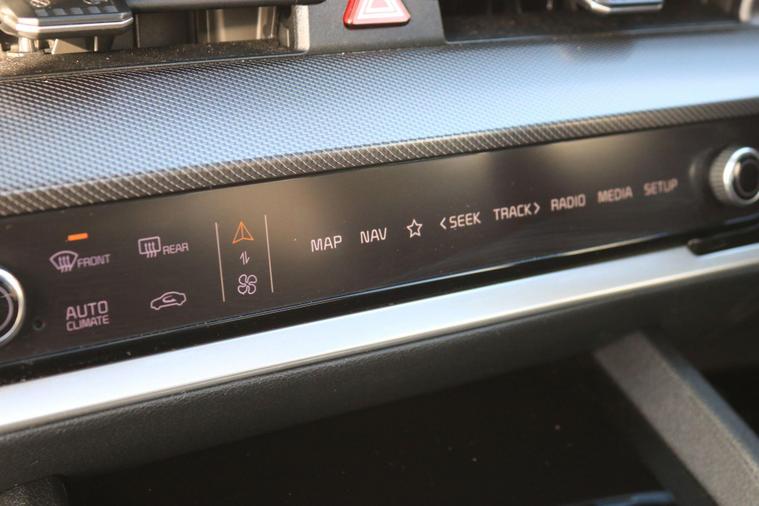 FRONT
REAR
AUTO
CLIMATE
MAP NAV <SEEK TRACK> RADIO MEDIA SETUP